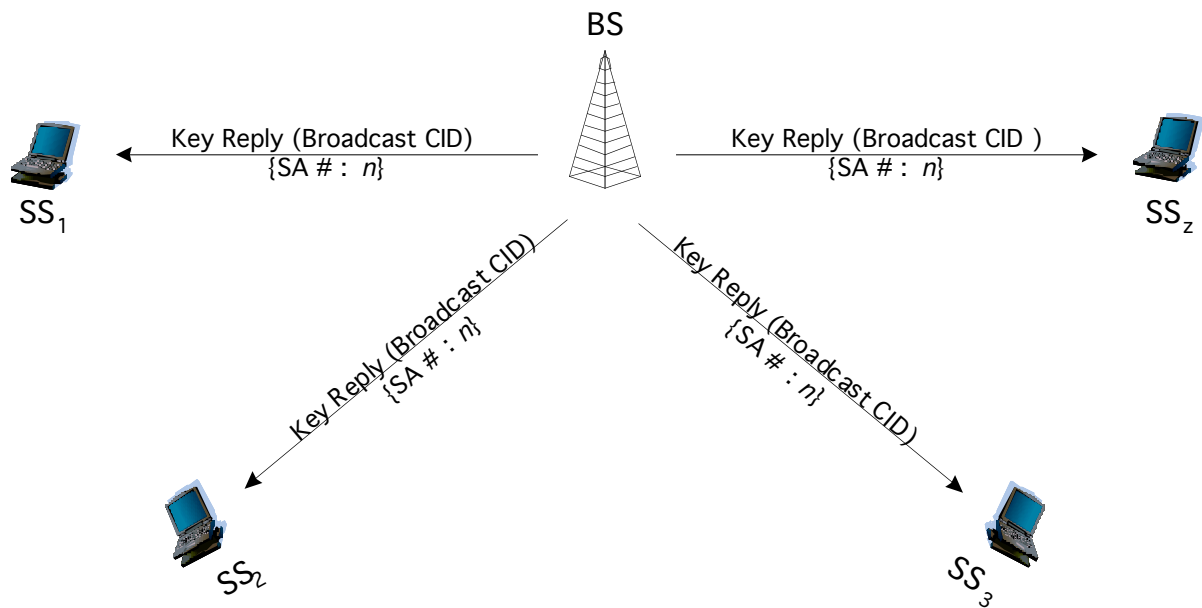 BS
Key Reply (Broadcast CID)
{SA # : n}
Key Reply (Broadcast CID )
{SA # : n}
SS1
SSz
Key Reply (Broadcast CID)
{SA # : n}
Key Reply (Broadcast CID)
{SA # : n}
SS2
SS3